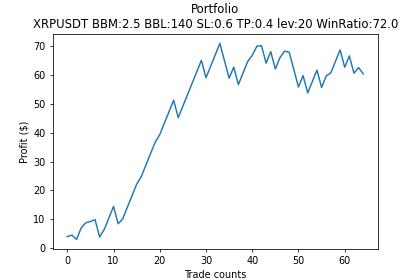 Portfolio
XRPUSDT BBM:2.5 BBL:140 SL:0.6 TP:0.4 lev:20 WinRatio:72.0
70
60
50
40
30
20
10
0
Profit ($)
0 10 20 30 40 50 60
Trade counts